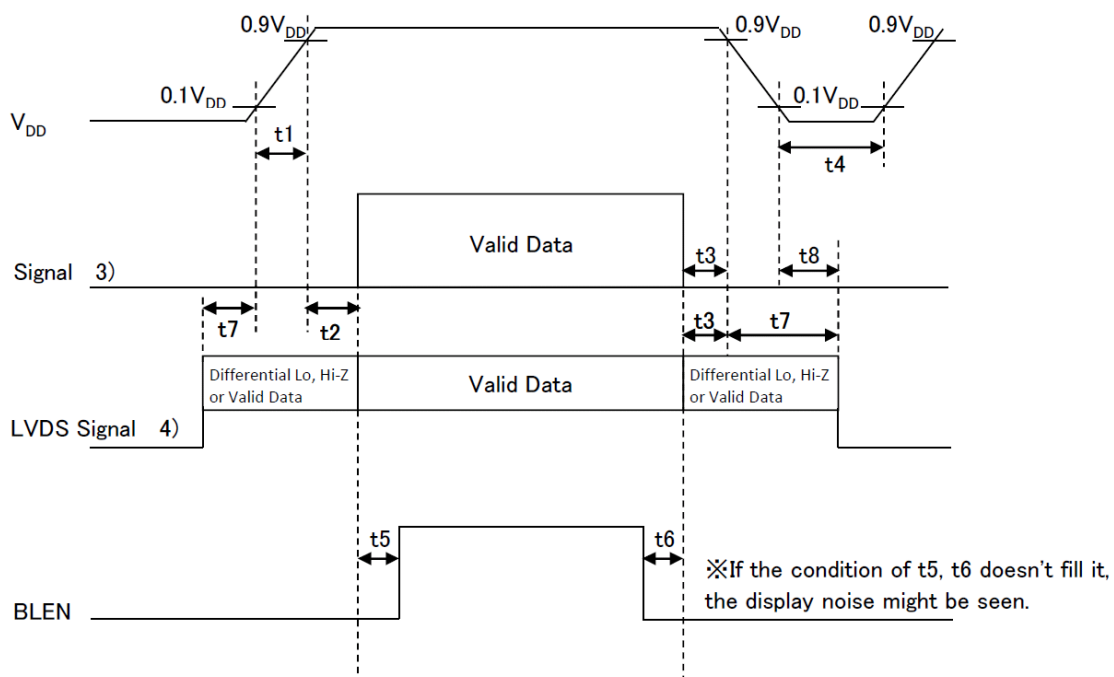 0.9VDD
0.9VDD
0.9VDD
0.1VDD
0.1VDD
VDD
t1
t4
Valid Data
t3
t8
Signal 3)
t7
t2
t3
t7
Differential Lo, Hi-Z
or Valid Data
Valid Data
Differential Lo, Hi-Z
or Valid Data
LVDS Signal 4)
t5
t6
※If the condition of t5, t6 doesn't fill it,
the display noise might be seen.
BLEN